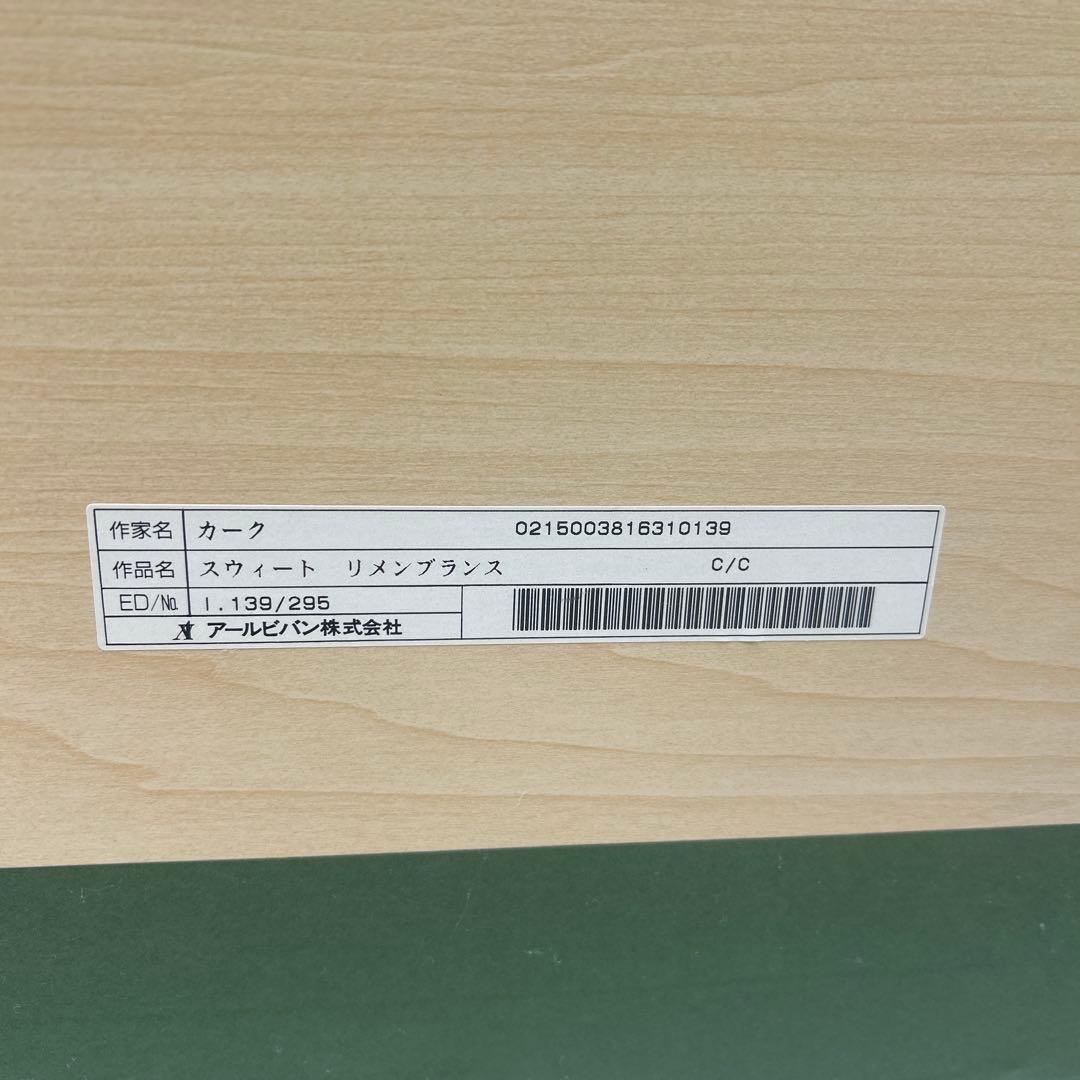 作家名 カーク 0215003816310139
作品名 スウィート リメンブランス C/C
ED/№ I.139/295
アールビバン株式会社